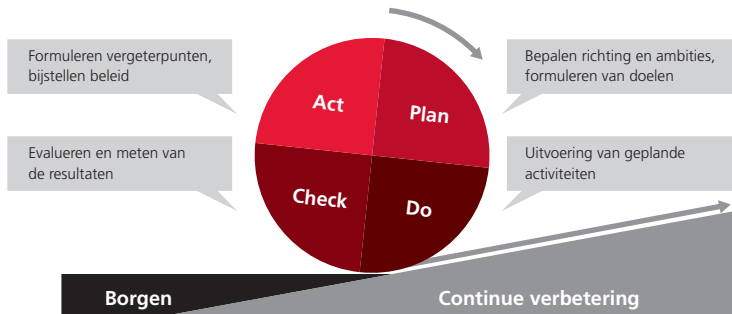 Formuleren vergeterpunten,
bijstellen beleid
Bepalen richting en ambities,
formuleren van doelen
Act
Plan
Evalueren en meten van
de resultaten
Uitvoering van geplande
activiteiten
Check
Do
Borgen
Continue verbetering